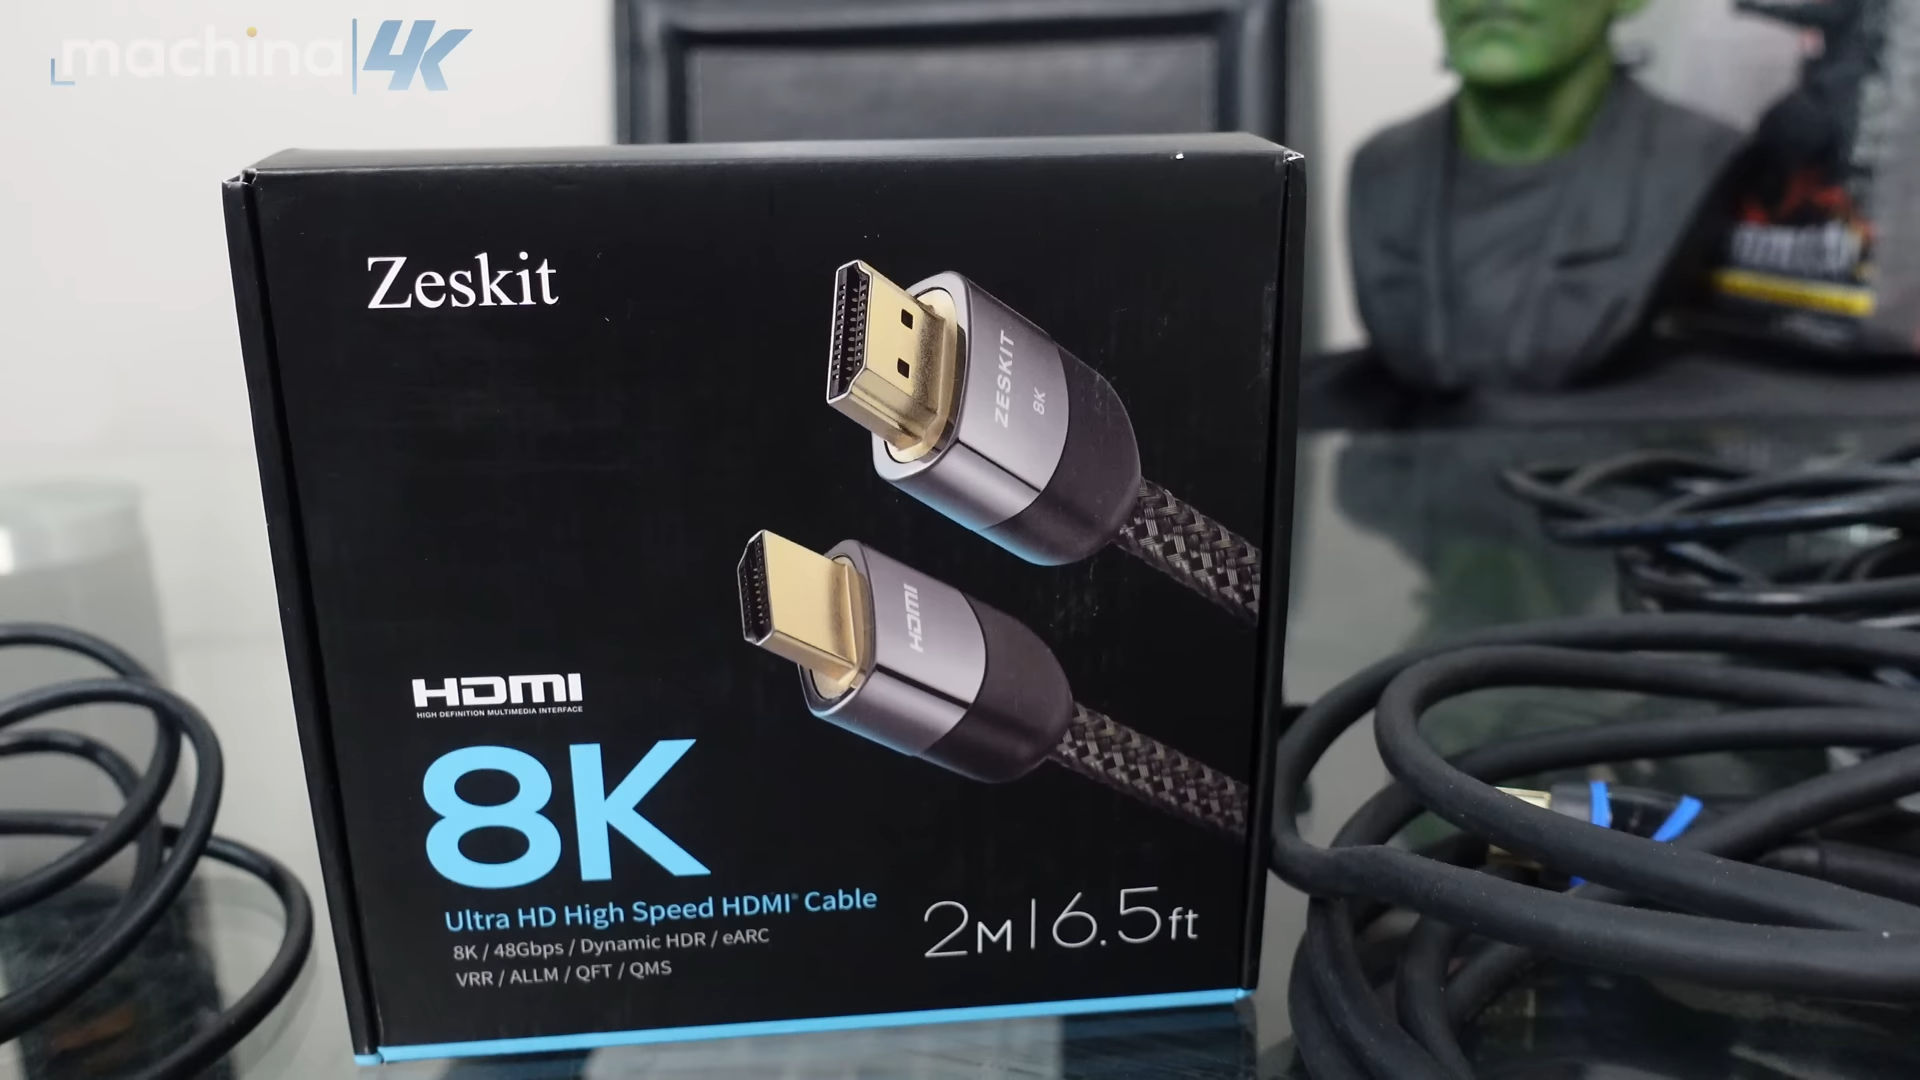 machina 4K
Zeskit
ZESKIT
8K
HDMI
HDMI
HIGH DEFINITION MULTIMEDIA INTERFACE
8K
Ultra HD High Speed HDMI® Cable
8K / 48Gbps / Dynamic HDR / eARC
VRR / ALLM / QFT / QMS
2M | 6.5ft